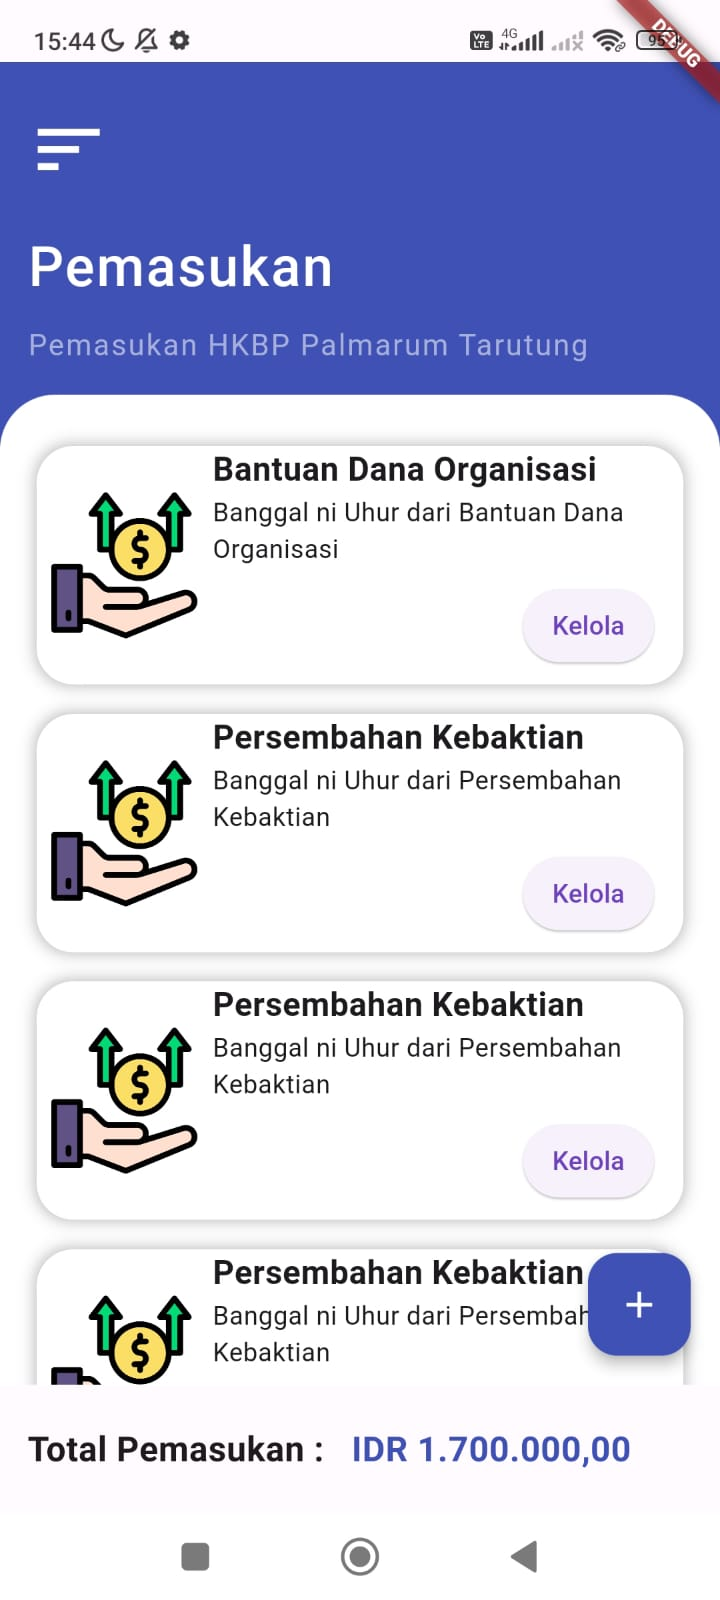 15:44
Vo LTE 4G 95
DEBUG
Pemasukan
Pemasukan HKBP Palmarum Tarutung
Bantuan Dana Organisasi
Banggal ni Uhur dari Bantuan Dana
Organisasi
Kelola
Persembahan Kebaktian
Banggal ni Uhur dari Persembahan
Kebaktian
Kelola
Persembahan Kebaktian
Banggal ni Uhur dari Persembahan
Kebaktian
Kelola
Persembahan Kebaktian
Banggal ni Uhur dari Persembah
Kebaktian
+
Total Pemasukan : IDR 1.700.000,00